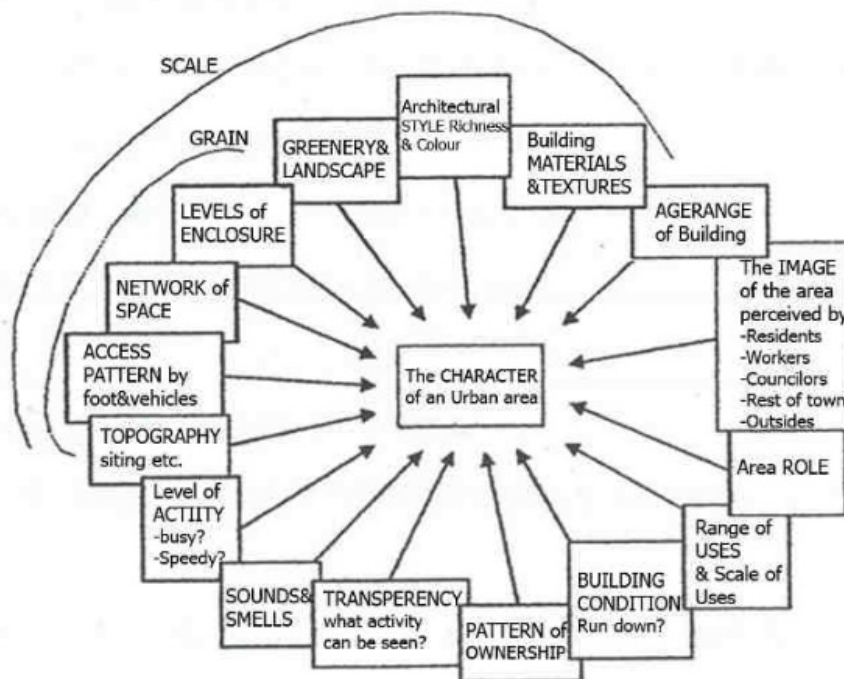 SCALE
GRAIN
GREENERY&
LANDSCAPE
Architectural
STYLE Richness
& Colour
Building
MATERIALS
&TEXTURES
AGERANGE
of Building
LEVELS of
ENCLOSURE
NETWORK of
SPACE
ACCESS
PATTERN by
foot&vehicles
TOPOGRAPHY
siting etc.
Level of
ACTIITY
-busy?
-Speedy?
SOUNDS&
SMELLS
TRANSPERENCY
what activity
can be seen?
PATTERN of
OWNERSHIP
BUILDING
CONDITION
Run down?
Range of
USES
& Scale of
Uses
Area ROLE
The IMAGE
of the area
perceived by
-Residents
-Workers
-Councilors
-Rest of town
-Outsides
The CHARACTER
of an Urban area